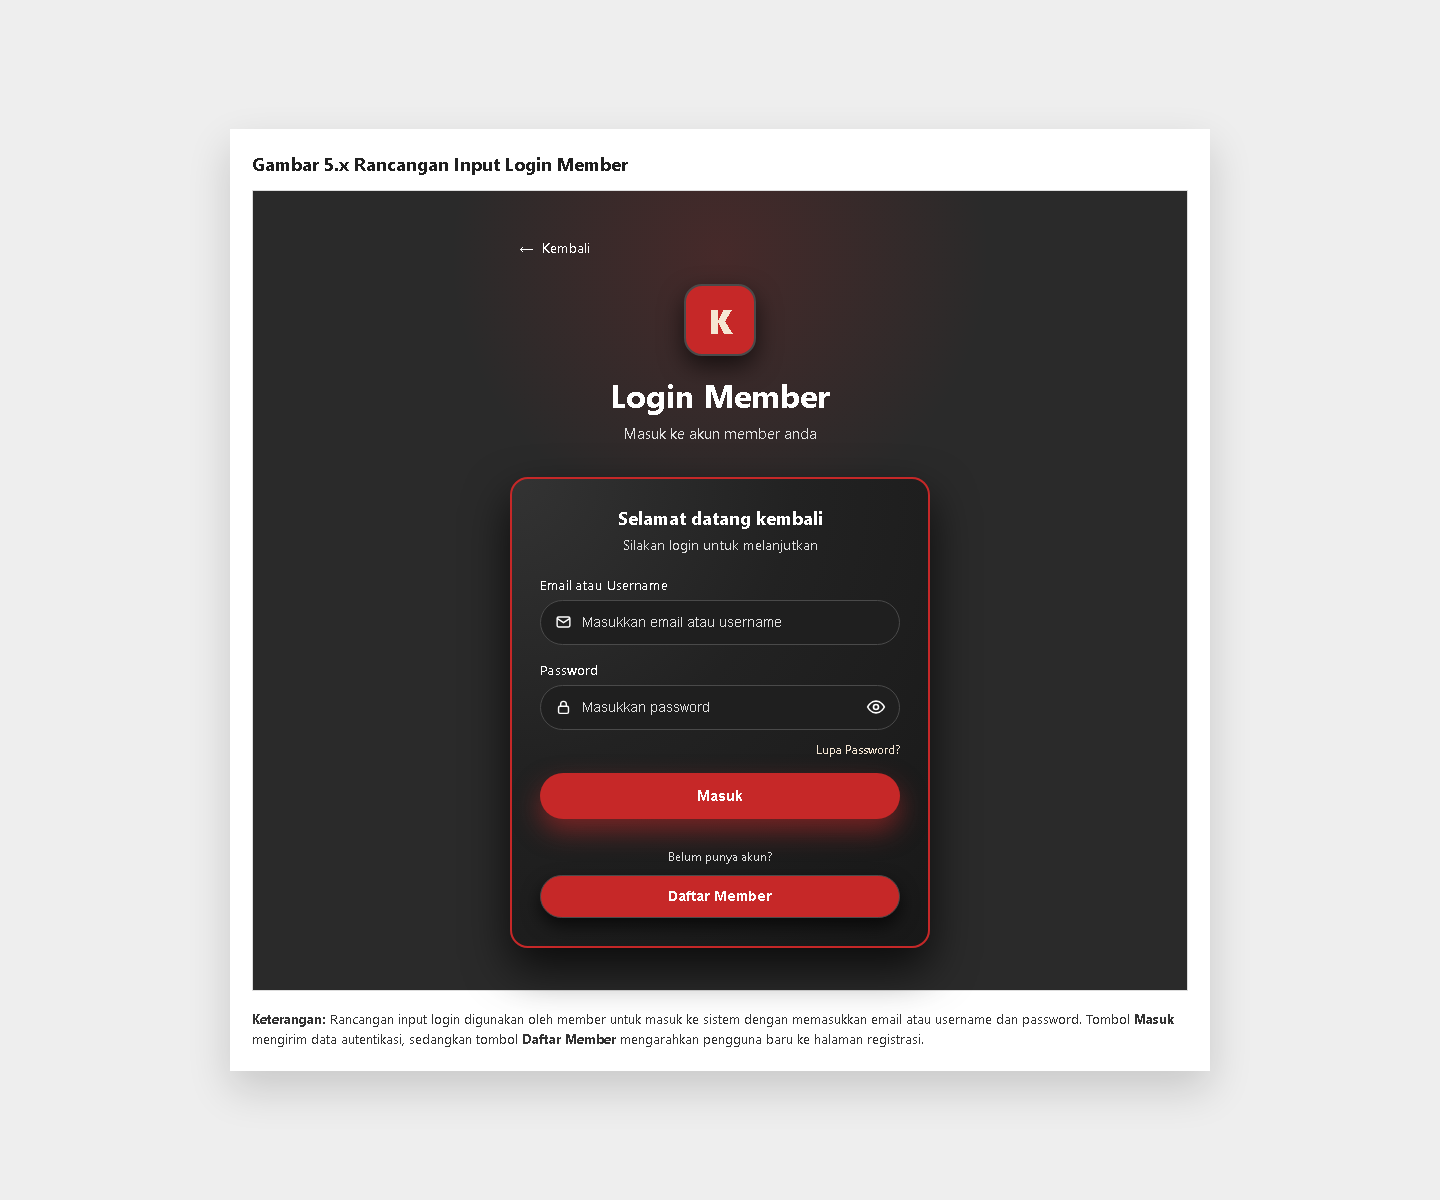 Gambar 5.x Rancangan Input Login Member
← Kembali
K
Login Member
Masuk ke akun member anda
Selamat datang kembali
Silakan login untuk melanjutkan
Email atau Username
Masukkan email atau username
Password
Masukkan password
Lupa Password?
Masuk
Belum punya akun?
Daftar Member
Keterangan: Rancangan input login digunakan oleh member untuk masuk ke sistem dengan memasukkan email atau username dan password. Tombol Masuk
mengirim data autentikasi, sedangkan tombol Daftar Member mengarahkan pengguna baru ke halaman registrasi.